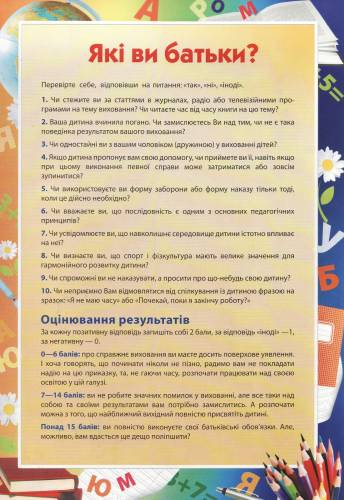 Які ви батьки?
Перевірте себе, відповівши на питання: «так», «ні», «іноді».
1. Чи стежите ви за статтями в журналах, радіо або телевізійними про-
грамами на тему виховання? Чи читаєте час від часу книги на цю тему?
2. Ваша дитина вчинила погано. Чи замислюєтесь Ви над тим, чи не є така
поведінка результатом вашого виховання?
3. Чи одностайні ви з вашим чоловіком (дружиною) у вихованні дітей?
4. Якщо дитина пропонує вам свою допомогу, чи приймете ви її, навіть якщо
при цьому виконання певної справи може затриматися або зовсім
зупинитися?
5. Чи використовуєте ви форму заборони або форму наказу тільки тоді,
коли це дійсно необхідно?
6. Чи вважаєте ви, що послідовність є одним з основних педагогічних
принципів?
7. Чи усвідомлюєте ви, що навколишнє середовище дитини істотно впливає
на неї?
8. Чи визнаєте ви, що спорт і фізкультура мають велике значення для
гармонійного розвитку дитини?
9. Чи спроможні ви не наказувати, а просити про що-небудь свою дитину?
10. Чи неприємно Вам відмовлятися від спілкування із дитиною фразою на
зразок: «Я не маю часу» або «Почекай, поки я закінчу роботу?»
Оцінювання результатів
За кожну позитивну відповідь запишіть собі 2 бали, за відповідь «іноді» —1,
за негативну — 0.
0—6 балів: про справжнє виховання ви маєте досить поверхове уявлення.
І хоча говорять, що починати ніколи не пізно, радимо вам не покладати
надію на цю приказку, та, не гаючи часу, розпочати працювати над своєю
освітою у цій галузі.
7—14 балів: ви не робите значних помилок у вихованні, але все таки над
собою та своїми результатами вам потрібно замислитись. А розпочати
можна з того, що найближчий вихідний повністю присвятіть дитині.
Понад 15 балів: ви повністю виконуєте свої батьківські обов'язки. Але,
можливо, вам вдасться ще дещо поліпшити?